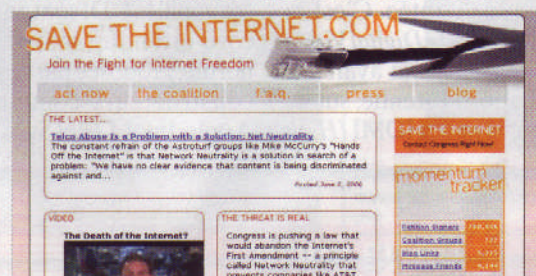 SAVE THE INTERNET.COM
Join the Fight for Internet Freedom
act now the coalition f.a.q. press blog
THE LATEST...
Telco Abuse Is a Problem with a Solution: Net Neutrality
The constant refrain of the Astroturf groups like Mike McCurry's "Hands
Off the Internet" is that Network Neutrality is a solution in search of a
problem: "We have no clear evidence that content is being discriminated
against and...
Posted June 2, 2006
SAVE THE INTERNET
Contact Congress Right Now!
momentum
tracker
Petition Signers
Coalition Groups
Blog Links
MySpace Friends
VIDEO
The Death of the Internet?
THE THREAT IS REAL
Congress is pushing a law that
would abandon the Internet's
First Amendment -- a principle
called Network Neutrality that
prevents companies like AT&T,